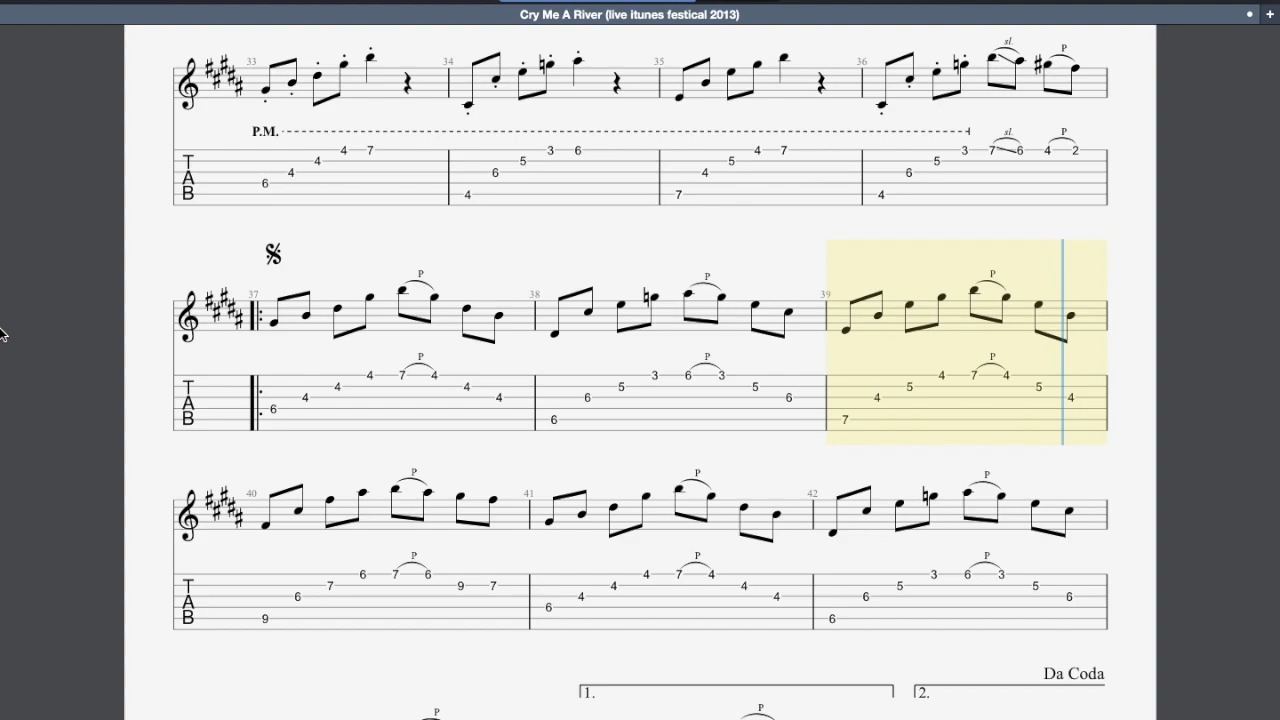 Cry Me A River (live itunes festical 2013)
33 34 35 36 sl. P
P.M. sl. P
T 4 7 3 6 4 7 3 7 6 4 2
4 5 5 5
A 4 6 4 6
6
B 4 7 4
37 P 38 P 39 P
P P P
T 4 7 4 3 6 3 4 7 4
4 4 5 5 5 5
A 4 4 6 6 4 4
6
B 6 7
40 P 41 P 42 P
P P P
T 6 7 6 4 7 4 3 6 3
7 9 7 4 4 5 5
A 6 4 4 6 6
6
B 9 6
Da Coda
1. 2.
P P